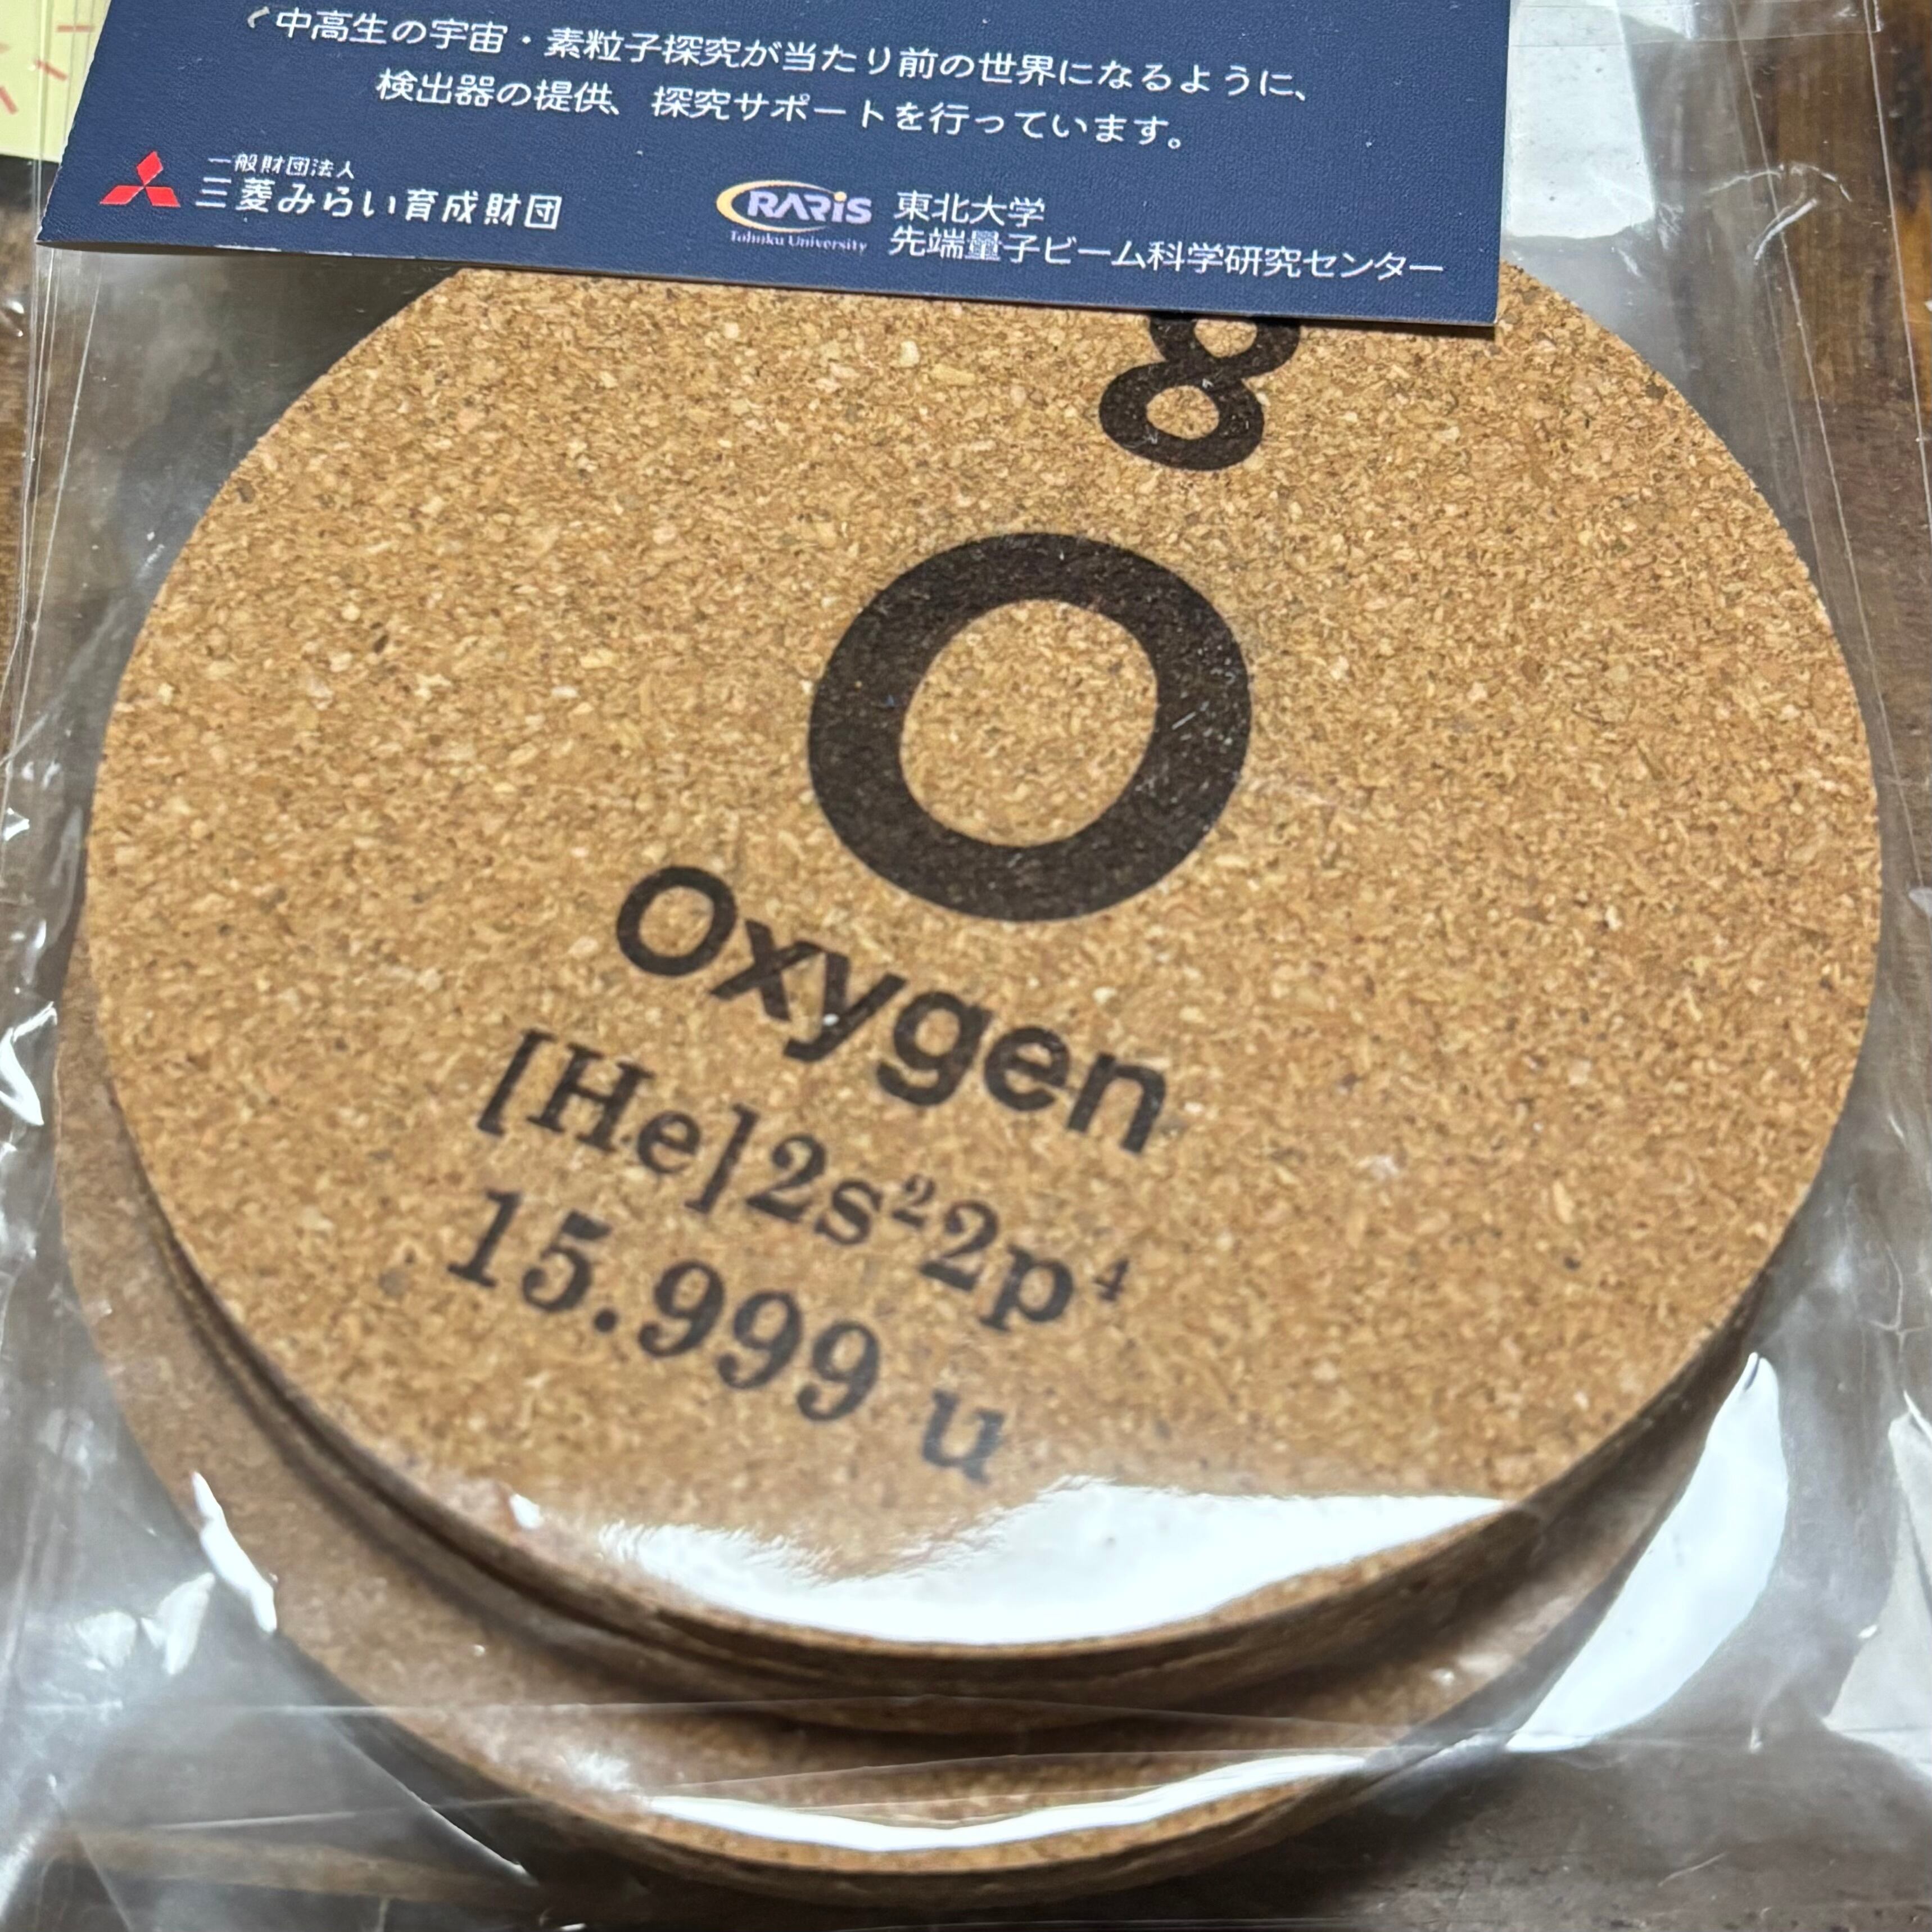 中高生の宇宙・素粒子探究が当たり前の世界になるように、
検出器の提供、探究サポートを行っています。
一般財団法人
三菱みらい育成財団
RARiS
Tohoku University
東北大学
先端量子ビーム科学研究センター
8
O
Oxygen
[He]2s²2p⁴
15.999 u